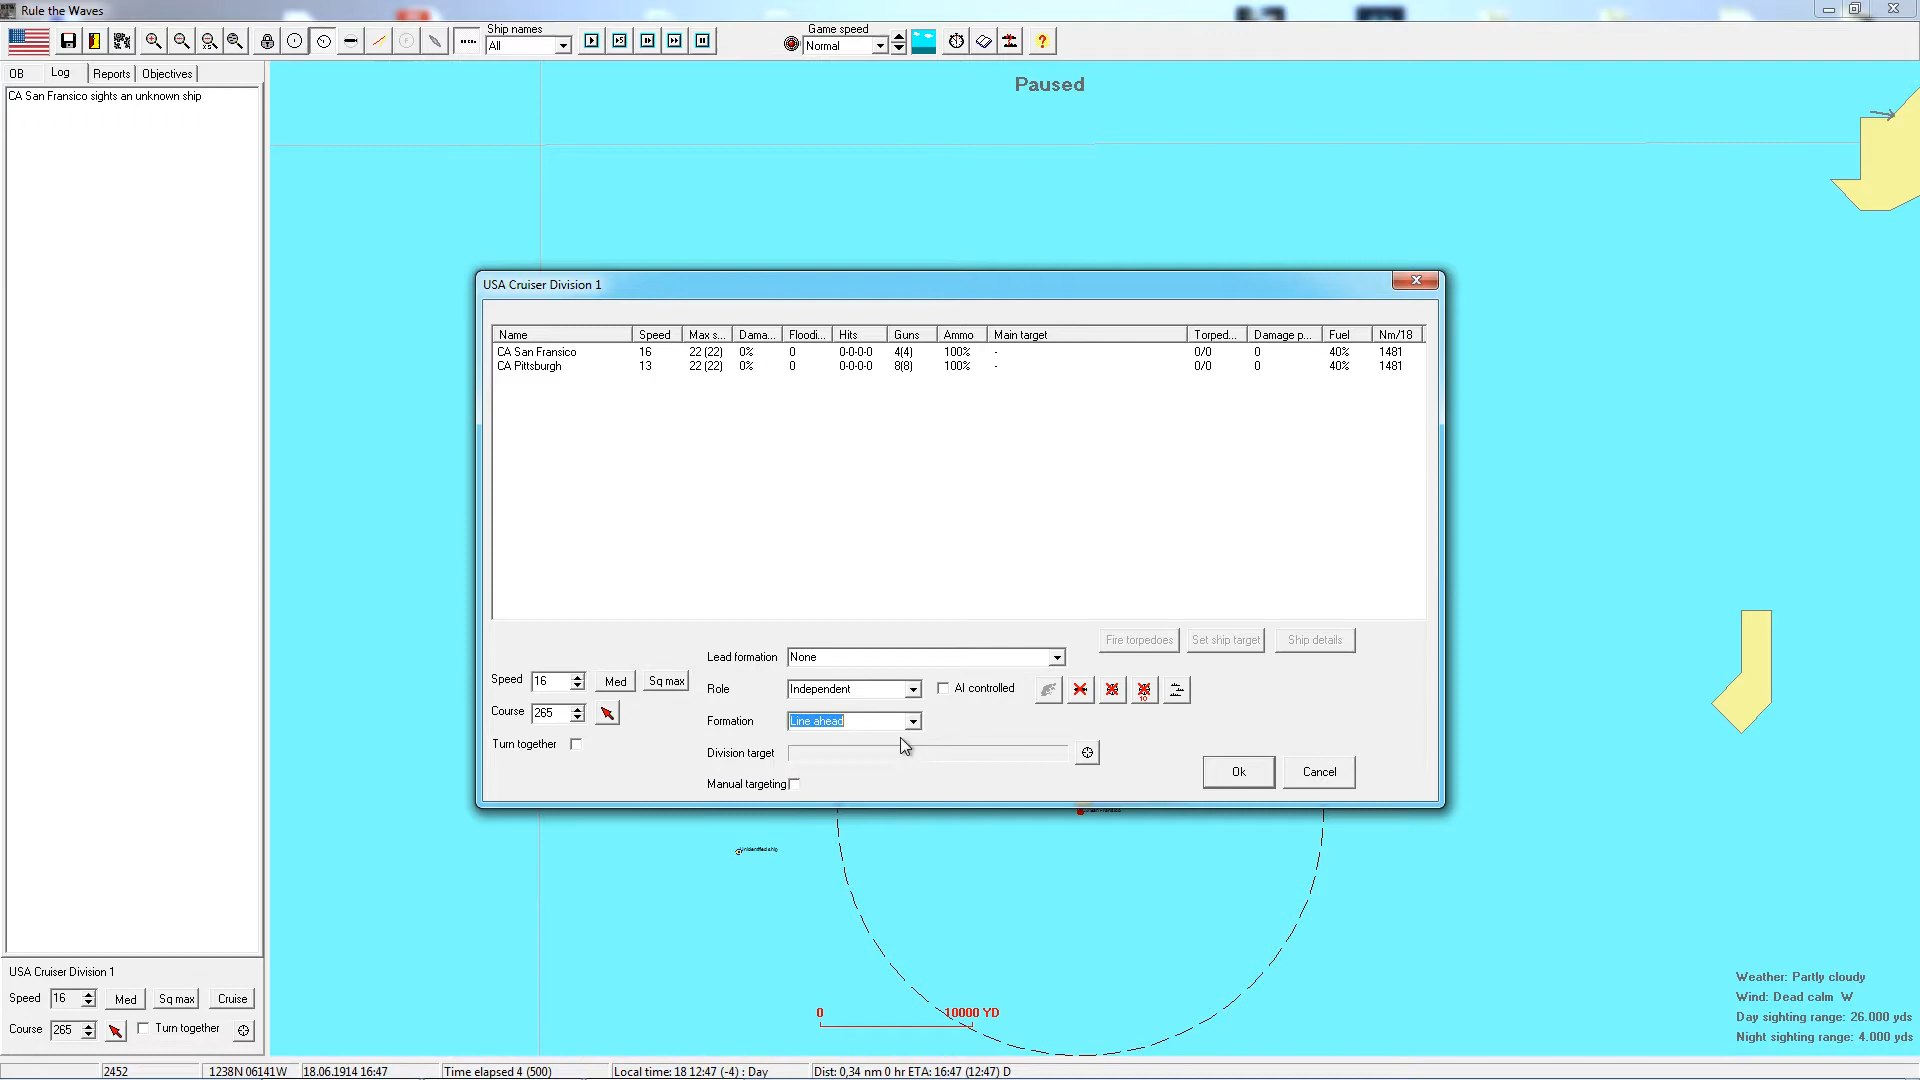 Rule the Waves
Ship names
All
Game speed
Normal
OB Log Reports Objectives
CA San Fransico sights an unknown ship
Paused
USA Cruiser Division 1
Name Speed Max s... Dama... Floodi... Hits Guns Ammo Main target Torped... Damage p... Fuel Nm/18
CA San Fransico 16 22 (22) 0% 0 0-0-0-0 4(4) 100% - 0/0 0 40% 1481
CA Pittsburgh 13 22 (22) 0% 0 0-0-0-0 8(8) 100% - 0/0 0 40% 1481
Fire torpedoes Set ship target Ship details
Lead formation None
Speed 16 Med Sq max
Role Independent AI controlled
10
Course 265
Formation Line ahead
Turn together
Division target
Manual targeting
Ok Cancel
Unidentified ship
0 10000 YD
Weather: Partly cloudy
Wind: Dead calm W
Day sighting range: 26.000 yds
Night sighting range: 4.000 yds
USA Cruiser Division 1
Speed 16 Med Sq max Cruise
Course 265 Turn together
2452 1238N 06141W 18.06.1914 16:47 Time elapsed 4 (500) Local time: 18 12:47 (-4) : Day Dist: 0,34 nm 0 hr ETA: 16:47 (12:47) D